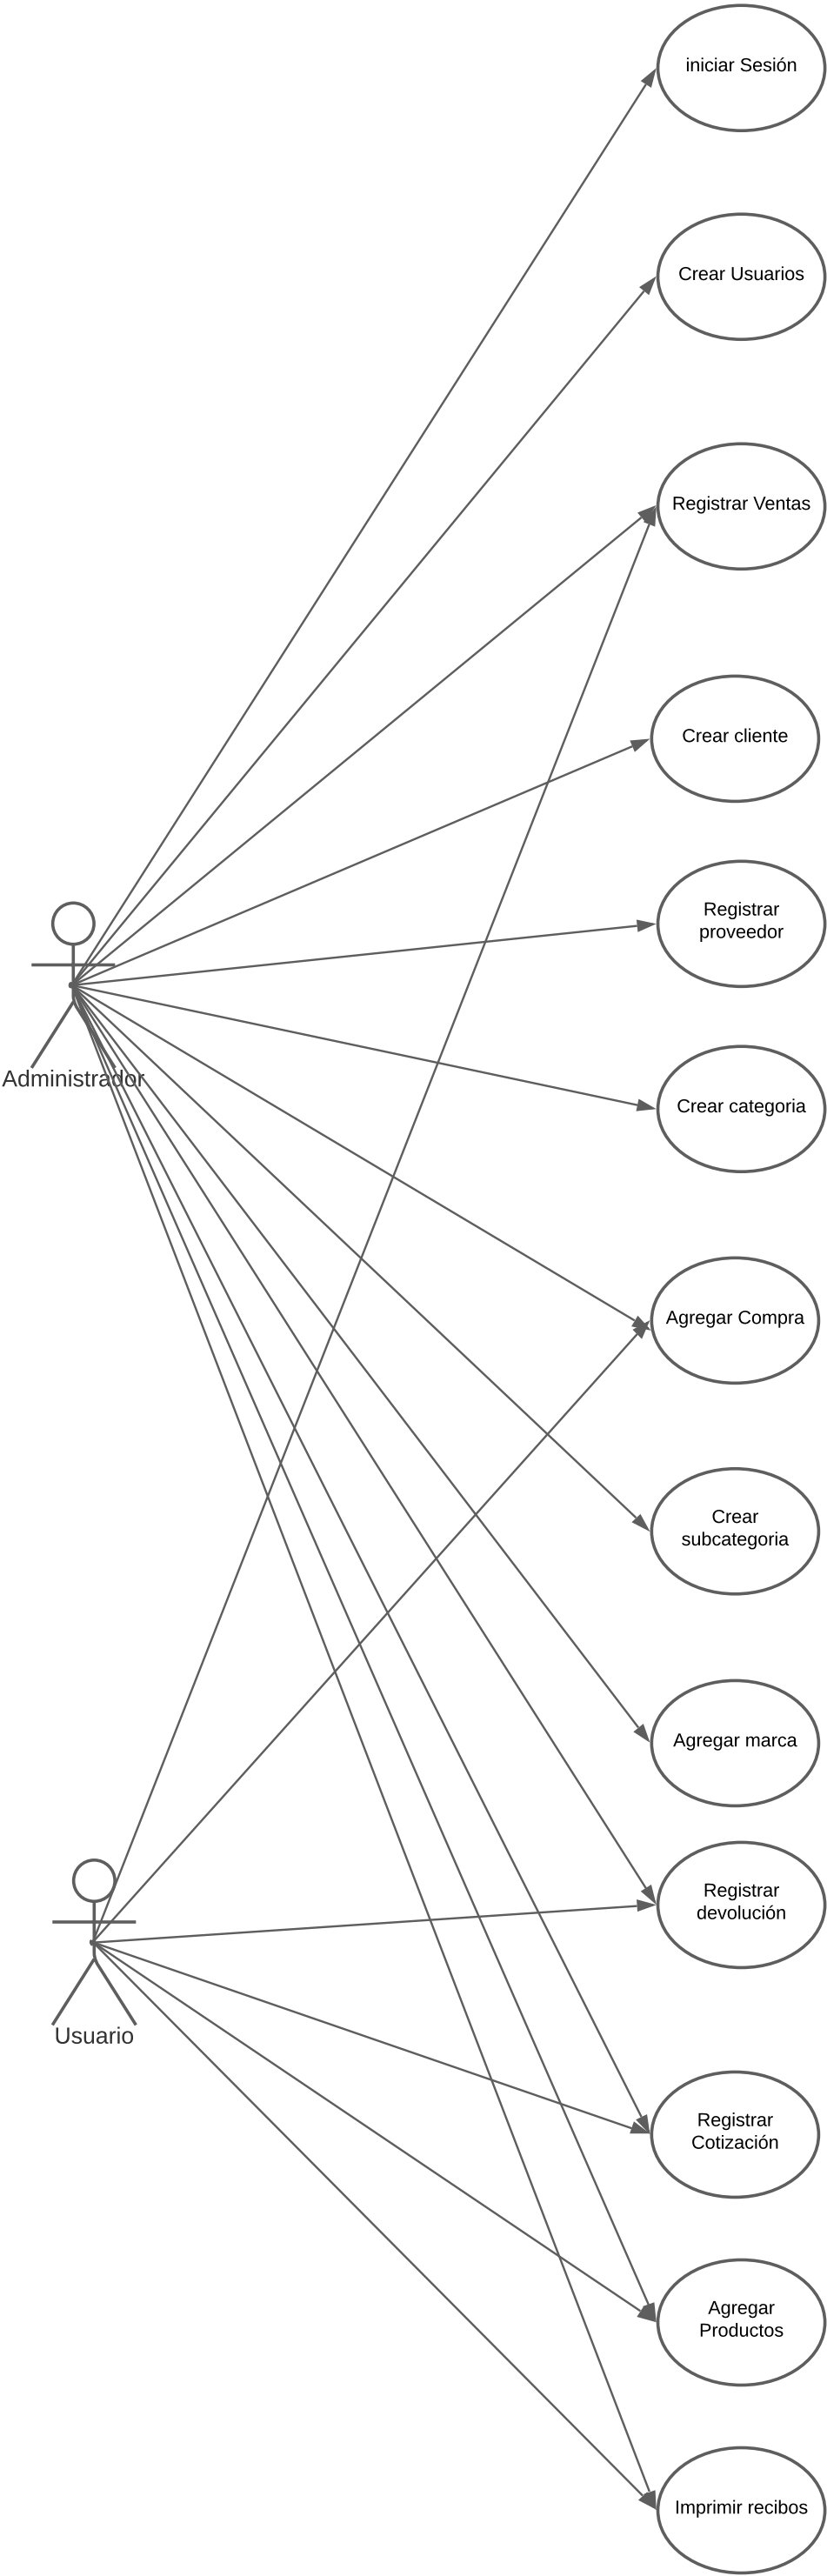 iniciar Sesión
Crear Usuarios
Registrar Ventas
Crear cliente
Registrar
proveedor
Administrador
Crear categoria
Agregar Compra
Crear
subcategoria
Agregar marca
Registrar
devolución
Usuario
Registrar
Cotización
Agregar
Productos
Imprimir recibos